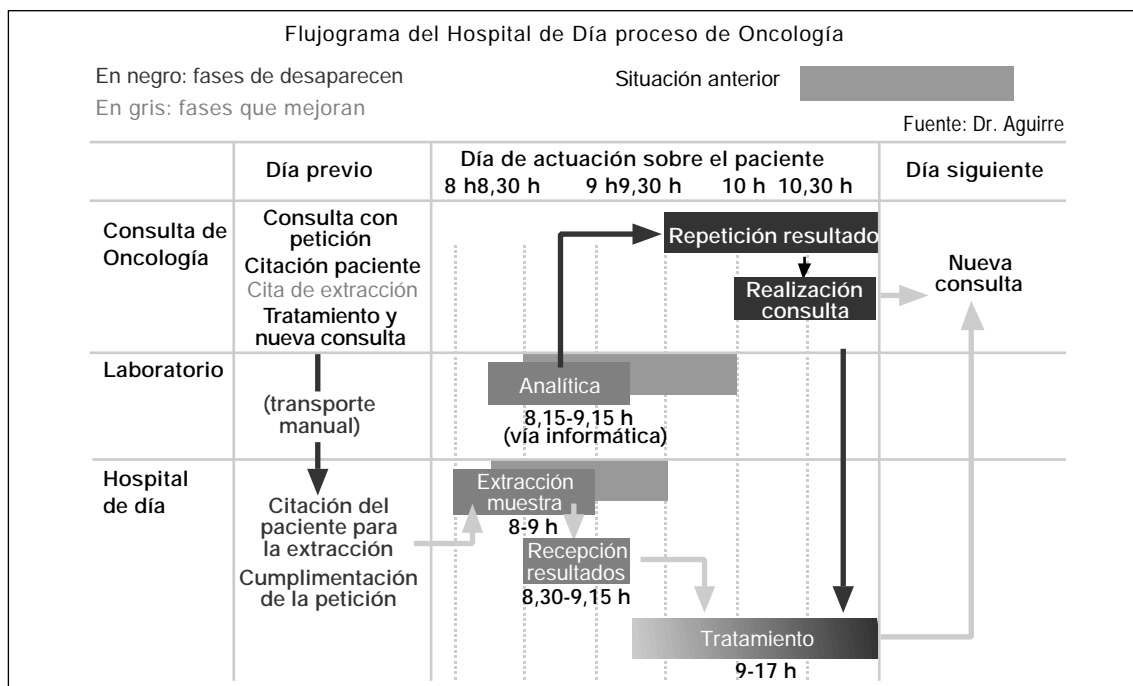 Flujograma del Hospital de Día proceso de Oncología
En negro: fases de desaparecen
En gris: fases que mejoran
Situación anterior
Fuente: Dr. Aguirre
Día previo
Día de actuación sobre el paciente
8 h 8,30 h 9 h 9,30 h 10 h 10,30 h
Día siguiente
Consulta de
Oncología
Consulta con
petición
Citación paciente
Cita de extracción
Tratamiento y
nueva consulta
Repetición resultado
Realización
consulta
Nueva
consulta
Laboratorio
(transporte
manual)
Analítica
8,15-9,15 h
(vía informática)
Hospital
de día
Citación del
paciente para
la extracción
Cumplimentación
de la petición
Extracción
muestra
8-9 h
Recepción
resultados
8,30-9,15 h
Tratamiento
9-17 h